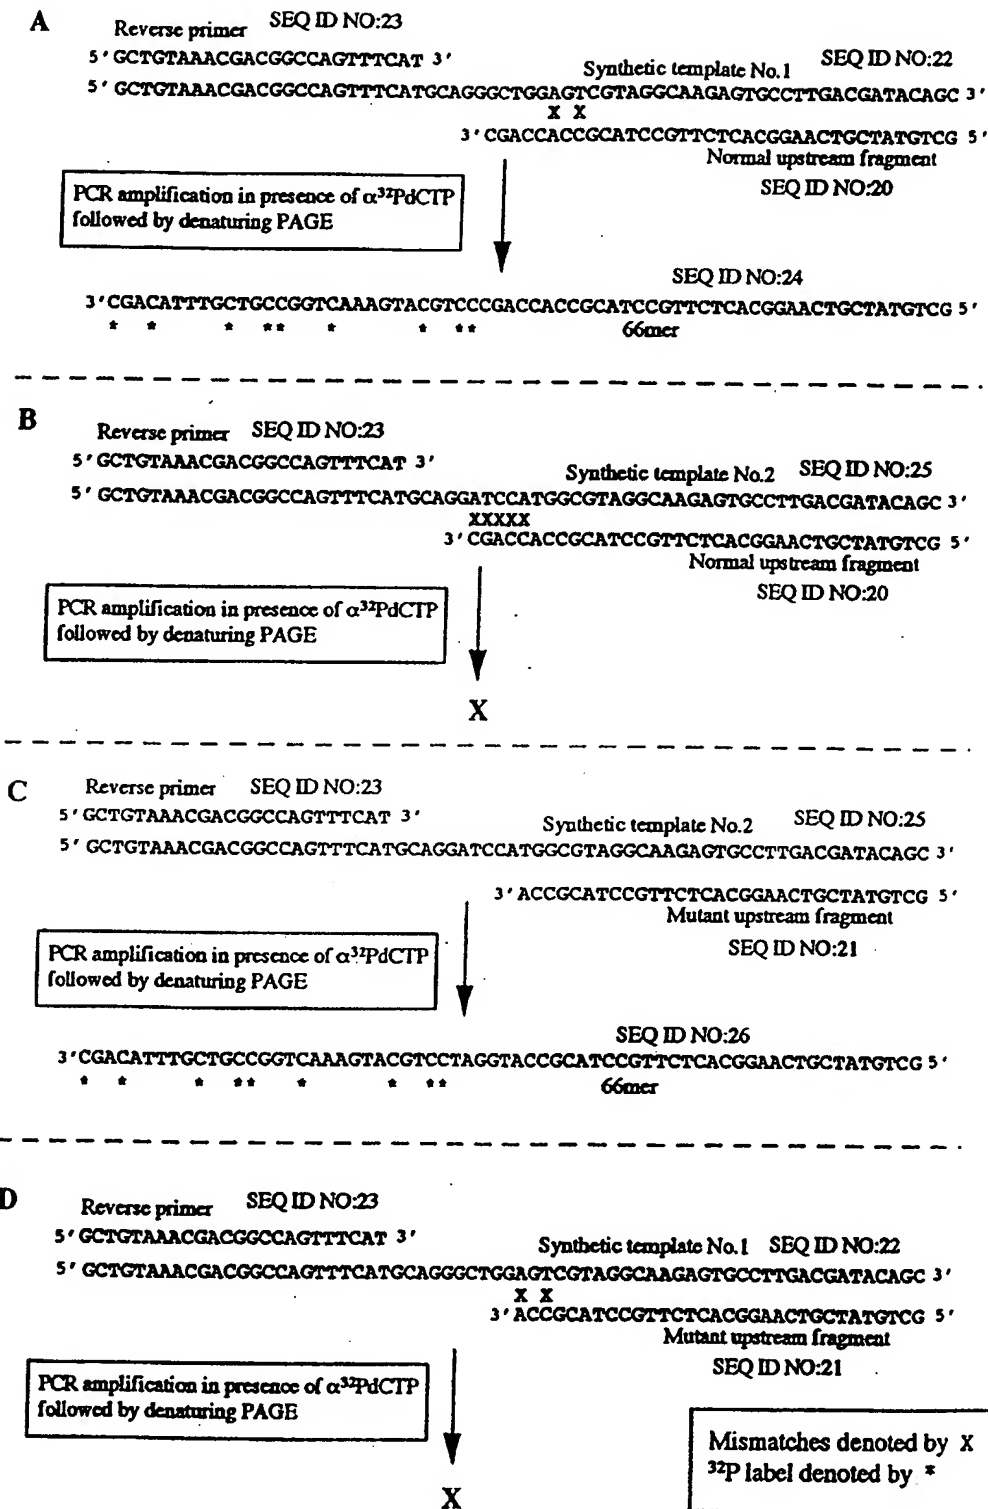 A
Reverse primer SEQ ID NO:23
5'GCTGTAAACGACGGCCAGTTTCAT 3'
Synthetic template No.1 SEQ ID NO:22
5' GCTGTAAACGACGGCCAGTTTCATGCAGGGCTGGAGTCGTAGGCAAGAGTGCCTTGACGATACAGC 3'
X X
3' CGACCACCGCATCCGTTCTCACGGAACTGCTATGTCG 5'
Normal upstream fragment
SEQ ID NO:20
PCR amplification in presence of α³²PdCTP
followed by denaturing PAGE
SEQ ID NO:24
3'CGACATTTGCTGCCGGTCAAAGTACGTCCCGACCACCGCATCCGTTCTCACGGAACTGCTATGTCG 5'
* * * ** * * **
66mer
B
Reverse primer SEQ ID NO:23
5'GCTGTAAACGACGGCCAGTTTCAT 3'
Synthetic template No.2 SEQ ID NO:25
5' GCTGTAAACGACGGCCAGTTTCATGCAGGATCCATGGCGTAGGCAAGAGTGCCTTGACGATACAGC 3'
XXXXX
3' CGACCACCGCATCCGTTCTCACGGAACTGCTATGTCG 5'
Normal upstream fragment
SEQ ID NO:20
PCR amplification in presence of α³²PdCTP
followed by denaturing PAGE
X
C
Reverse primer SEQ ID NO:23
5'GCTGTAAACGACGGCCAGTTTCAT 3'
Synthetic template No.2 SEQ ID NO:25
5' GCTGTAAACGACGGCCAGTTTCATGCAGGATCCATGGCGTAGGCAAGAGTGCCTTGACGATACAGC 3'
3' ACCGCATCCGTTCTCACGGAACTGCTATGTCG 5'
Mutant upstream fragment
SEQ ID NO:21
PCR amplification in presence of α³²PdCTP
followed by denaturing PAGE
SEQ ID NO:26
3'CGACATTTGCTGCCGGTCAAAGTACGTCCTAGGTACCGCATCCGTTCTCACGGAACTGCTATGTCG 5'
* * * ** * * **
66mer
D
Reverse primer SEQ ID NO:23
5'GCTGTAAACGACGGCCAGTTTCAT 3'
Synthetic template No.1 SEQ ID NO:22
5' GCTGTAAACGACGGCCAGTTTCATGCAGGGCTGGAGTCGTAGGCAAGAGTGCCTTGACGATACAGC 3'
X X
3' ACCGCATCCGTTCTCACGGAACTGCTATGTCG 5'
Mutant upstream fragment
SEQ ID NO:21
PCR amplification in presence of α³²PdCTP
followed by denaturing PAGE
X
Mismatches denoted by X
³²P label denoted by *